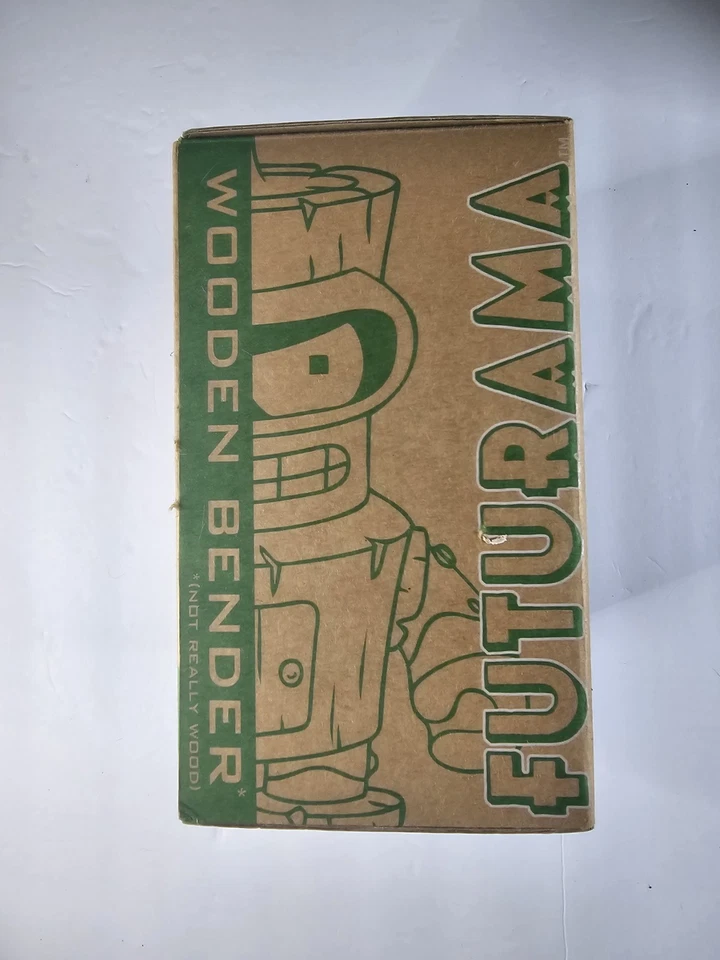 FUTURAMA™
WOODEN BENDER*
*(NOT REALLY WOOD)